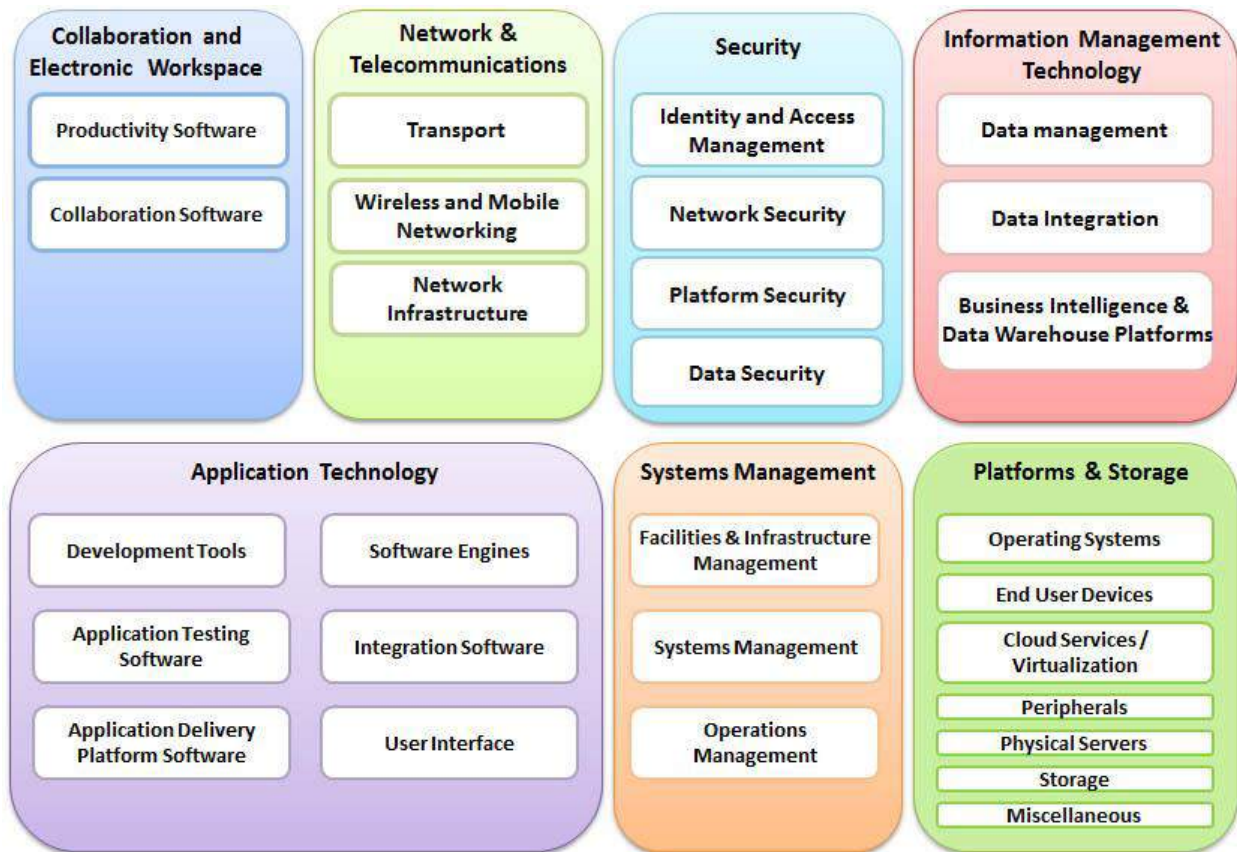 Collaboration and
Electronic Workspace
Productivity Software
Collaboration Software
Network &
Telecommunications
Transport
Wireless and Mobile
Networking
Network
Infrastructure
Security
Identity and Access
Management
Network Security
Platform Security
Data Security
Information Management
Technology
Data management
Data Integration
Business Intelligence &
Data Warehouse Platforms
Application Technology
Development Tools
Software Engines
Application Testing
Software
Integration Software
Application Delivery
Platform Software
User Interface
Systems Management
Facilities & Infrastructure
Management
Systems Management
Operations
Management
Platforms & Storage
Operating Systems
End User Devices
Cloud Services /
Virtualization
Peripherals
Physical Servers
Storage
Miscellaneous